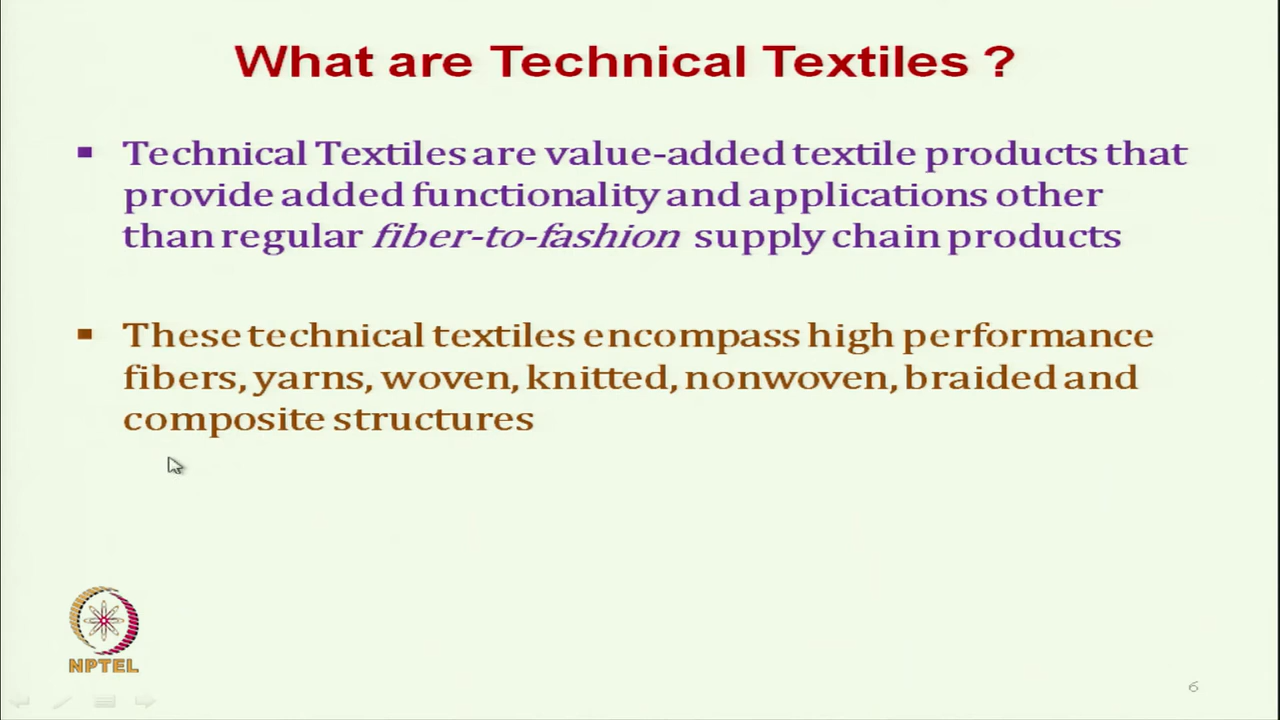 What are Technical Textiles ?
▪ Technical Textiles are value-added textile products that
provide added functionality and applications other
than regular fiber-to-fashion supply chain products
▪ These technical textiles encompass high performance
fibers, yarns, woven, knitted, nonwoven, braided and
composite structures
NPTEL
6